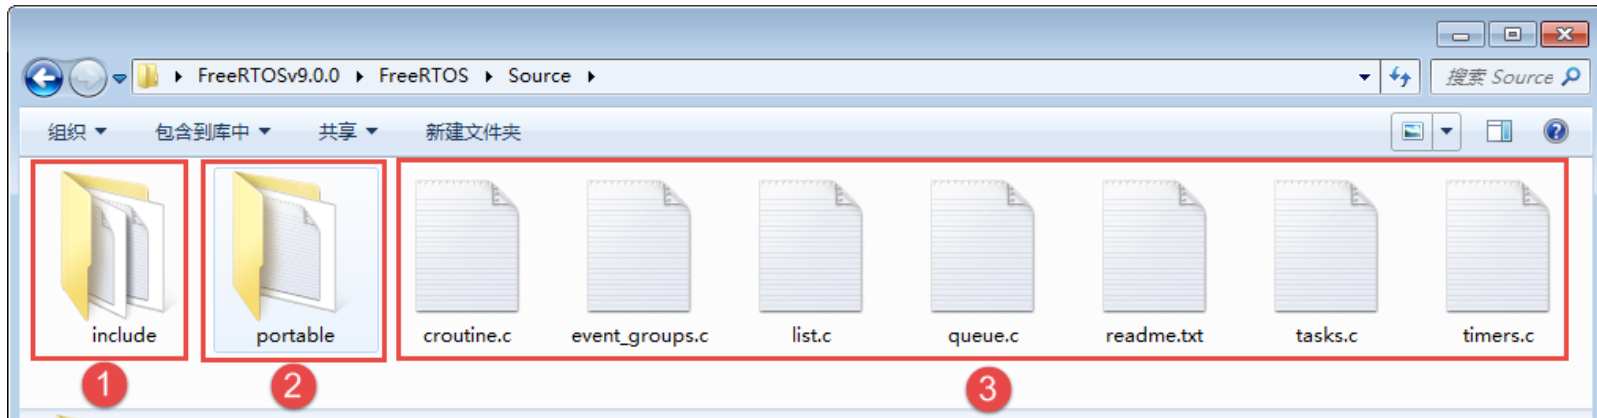 FreeRTOSv9.0.0 FreeRTOS Source 搜索 Source
组织 包含到库中 共享 新建文件夹
include portable croutine.c event_groups.c list.c queue.c readme.txt tasks.c timers.c
1 2 3